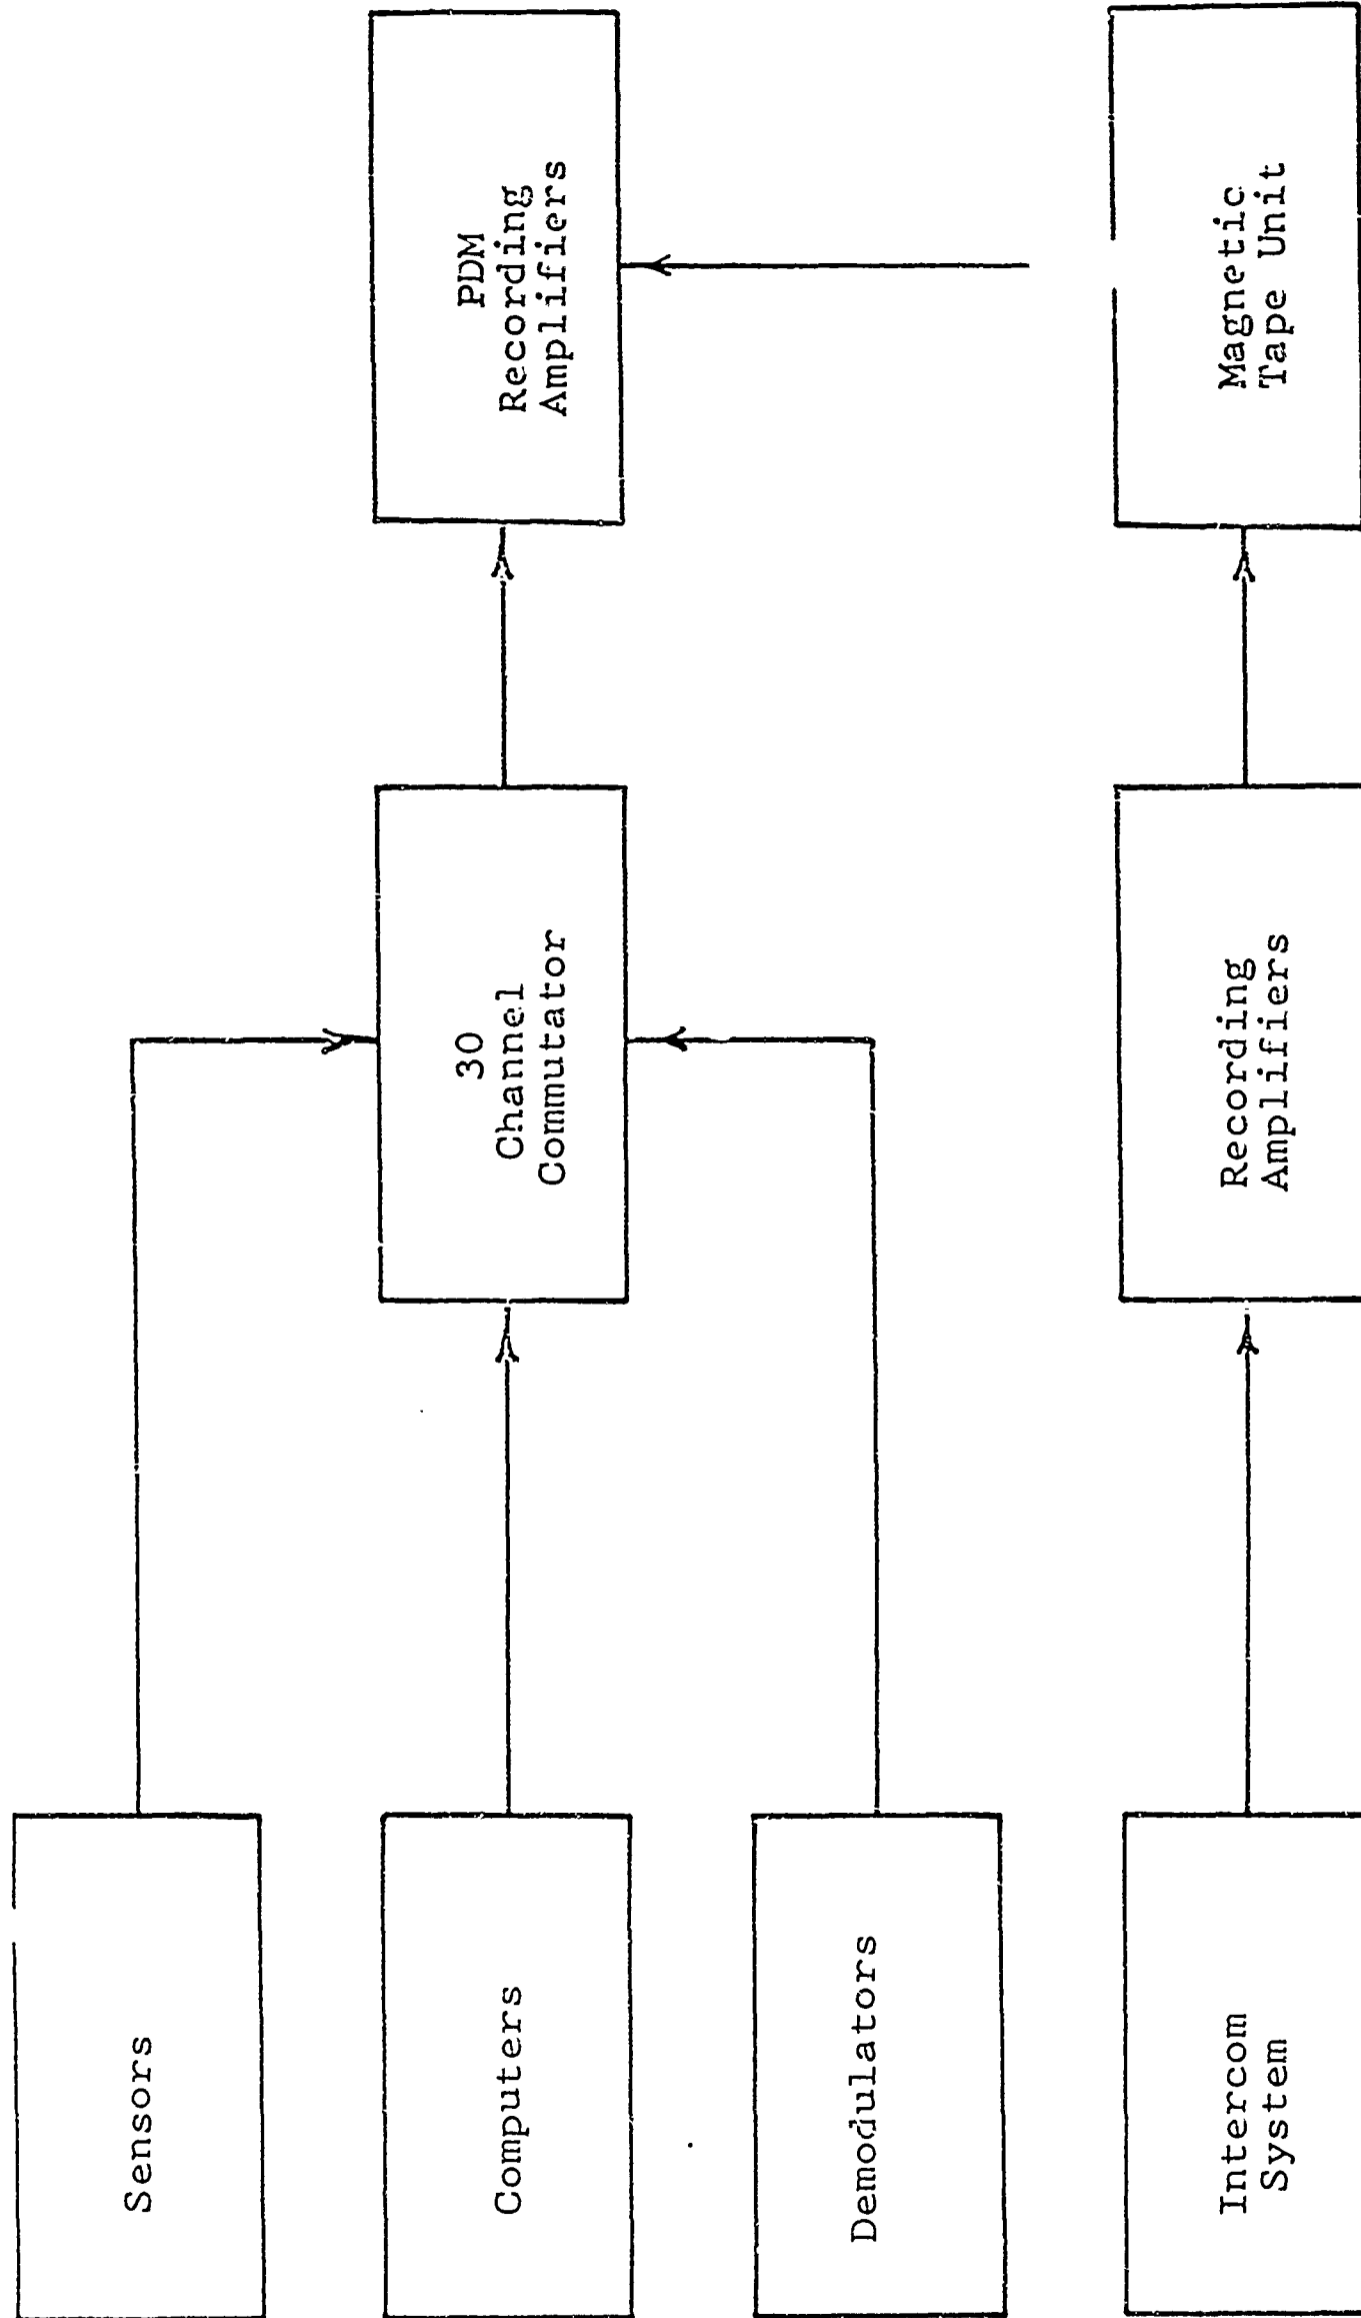 Sensors
Computers
Demodulators
Intercom
System
30
Channel
Commutator
Recording
Amplifiers
PDM
Recording
Amplifiers
Magnetic
Tape Unit